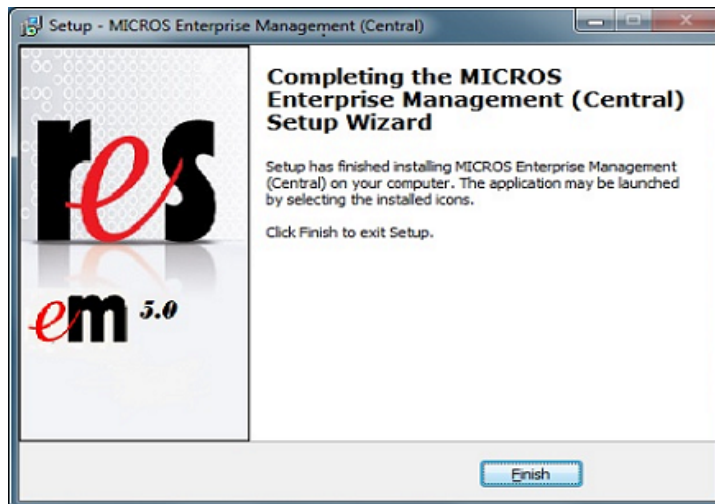 Setup - MICROS Enterprise Management (Central)
Completing the MICROS
Enterprise Management (Central)
Setup Wizard
Setup has finished installing MICROS Enterprise Management
(Central) on your computer. The application may be launched
by selecting the installed icons.
Click Finish to exit Setup.
res
em 5.0
Finish